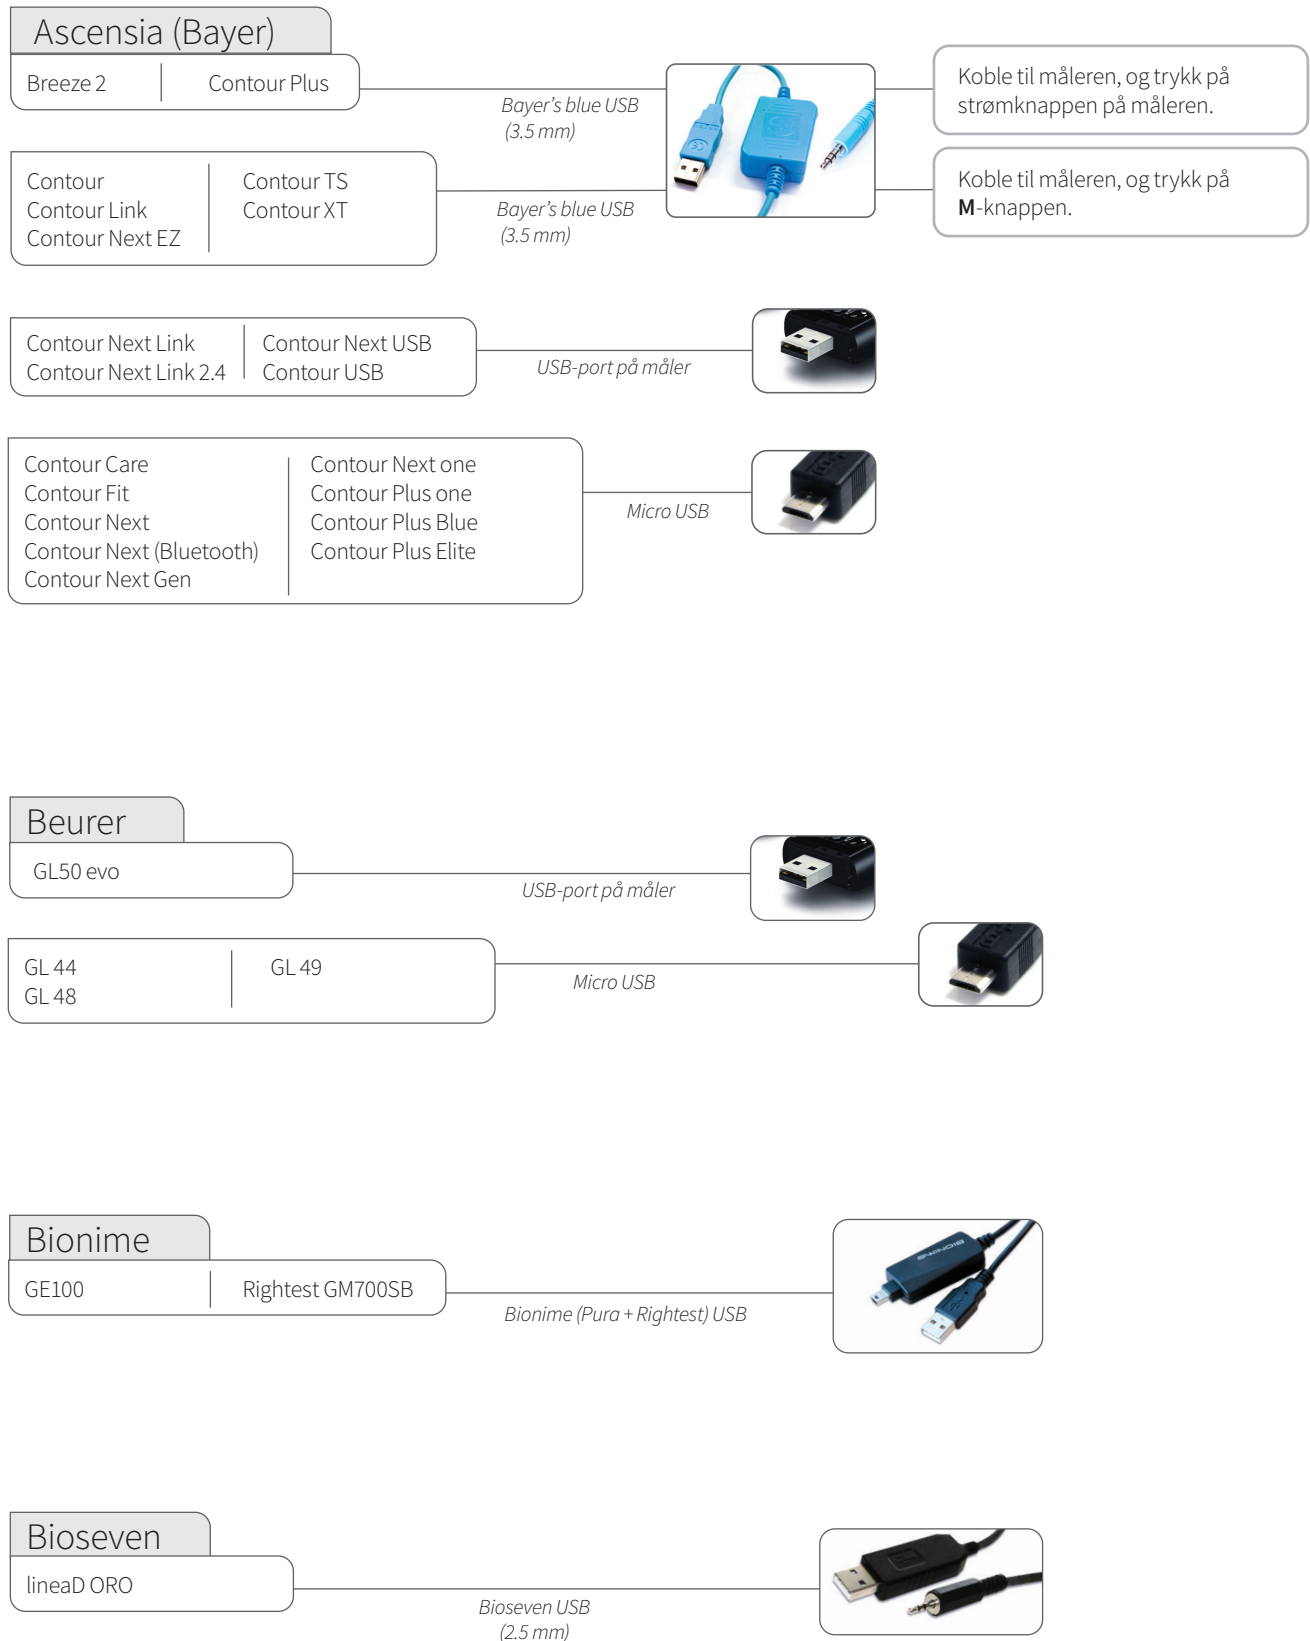 Ascensia (Bayer)
Breeze 2
Contour Plus
Bayer's blue USB
(3.5 mm)
Koble til måleren, og trykk på
strømknappen på måleren.
Contour
Contour Link
Contour Next EZ
Contour TS
Contour XT
Bayer's blue USB
(3.5 mm)
Koble til måleren, og trykk på
M-knappen.
Contour Next Link
Contour Next Link 2.4
Contour Next USB
Contour USB
USB-port på måler
Contour Care
Contour Fit
Contour Next
Contour Next (Bluetooth)
Contour Next Gen
Contour Next one
Contour Plus one
Contour Plus Blue
Contour Plus Elite
Micro USB
Beurer
GL50 evo
USB-port på måler
GL 44
GL 48
GL 49
Micro USB
Bionime
GE100
Rightest GM700SB
Bionime (Pura + Rightest) USB
BIONIME
Bioseven
lineaD ORO
Bioseven USB
(2.5 mm)